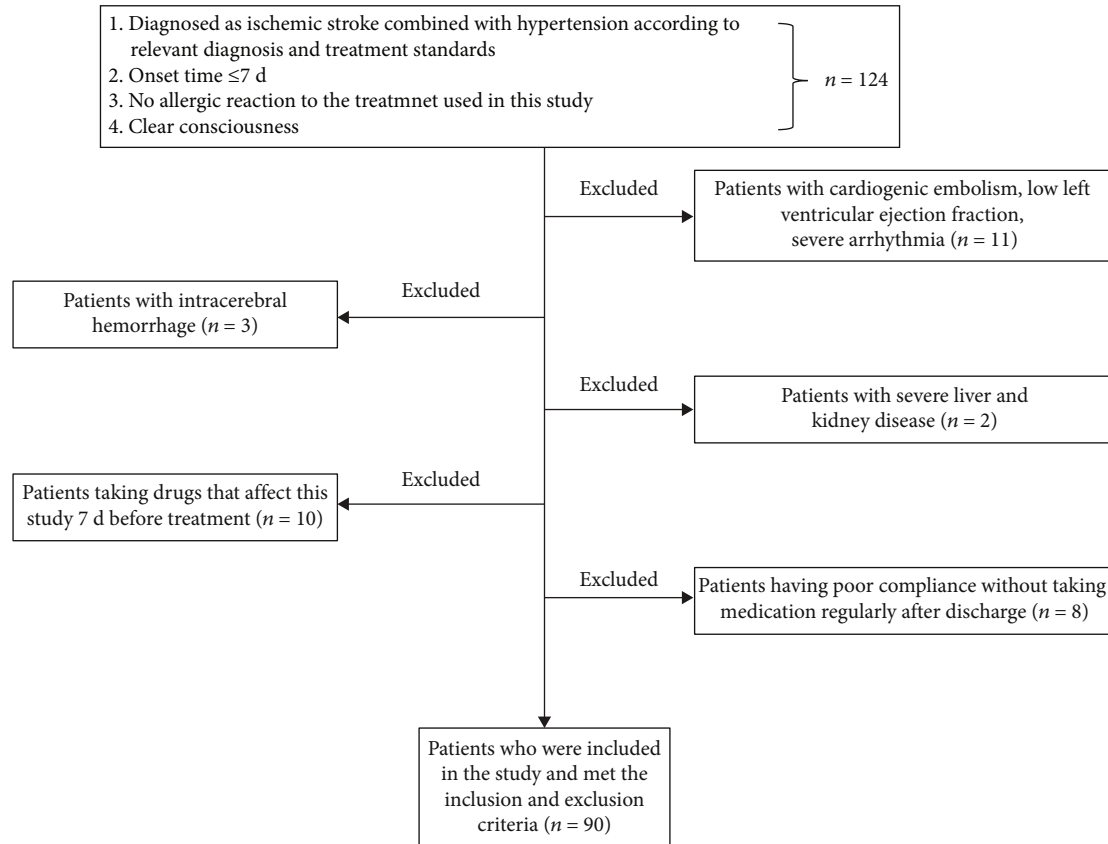 1. Diagnosed as ischemic stroke combined with hypertension according to
relevant diagnosis and treatment standards
2. Onset time ≤7 d
3. No allergic reaction to the treatmnet used in this study
4. Clear consciousness
n = 124
Excluded
Patients with cardiogenic embolism, low left
ventricular ejection fraction,
severe arrhythmia (n = 11)
Excluded
Patients with intracerebral
hemorrhage (n = 3)
Excluded
Patients with severe liver and
kidney disease (n = 2)
Excluded
Patients taking drugs that affect this
study 7 d before treatment (n = 10)
Excluded
Patients having poor compliance without taking
medication regularly after discharge (n = 8)
Patients who were included
in the study and met the
inclusion and exclusion
criteria (n = 90)